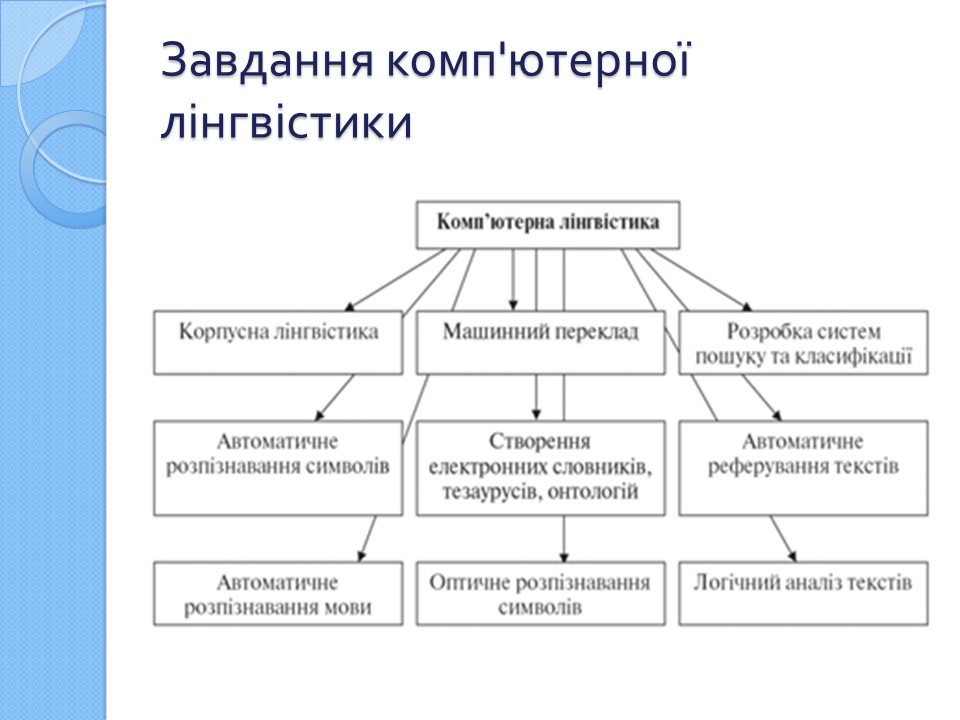 Завдання комп'ютерної
лінгвістики
Комп’ютерна лінгвістика
Корпусна лінгвістика
Машинний переклад
Розробка систем
пошуку та класифікації
Автоматичне
розпізнавання символів
Створення
електронних словників,
тезаурусів, онтологій
Автоматичне
реферування текстів
Автоматичне
розпізнавання мови
Оптичне розпізнавання
символів
Логічний аналіз текстів